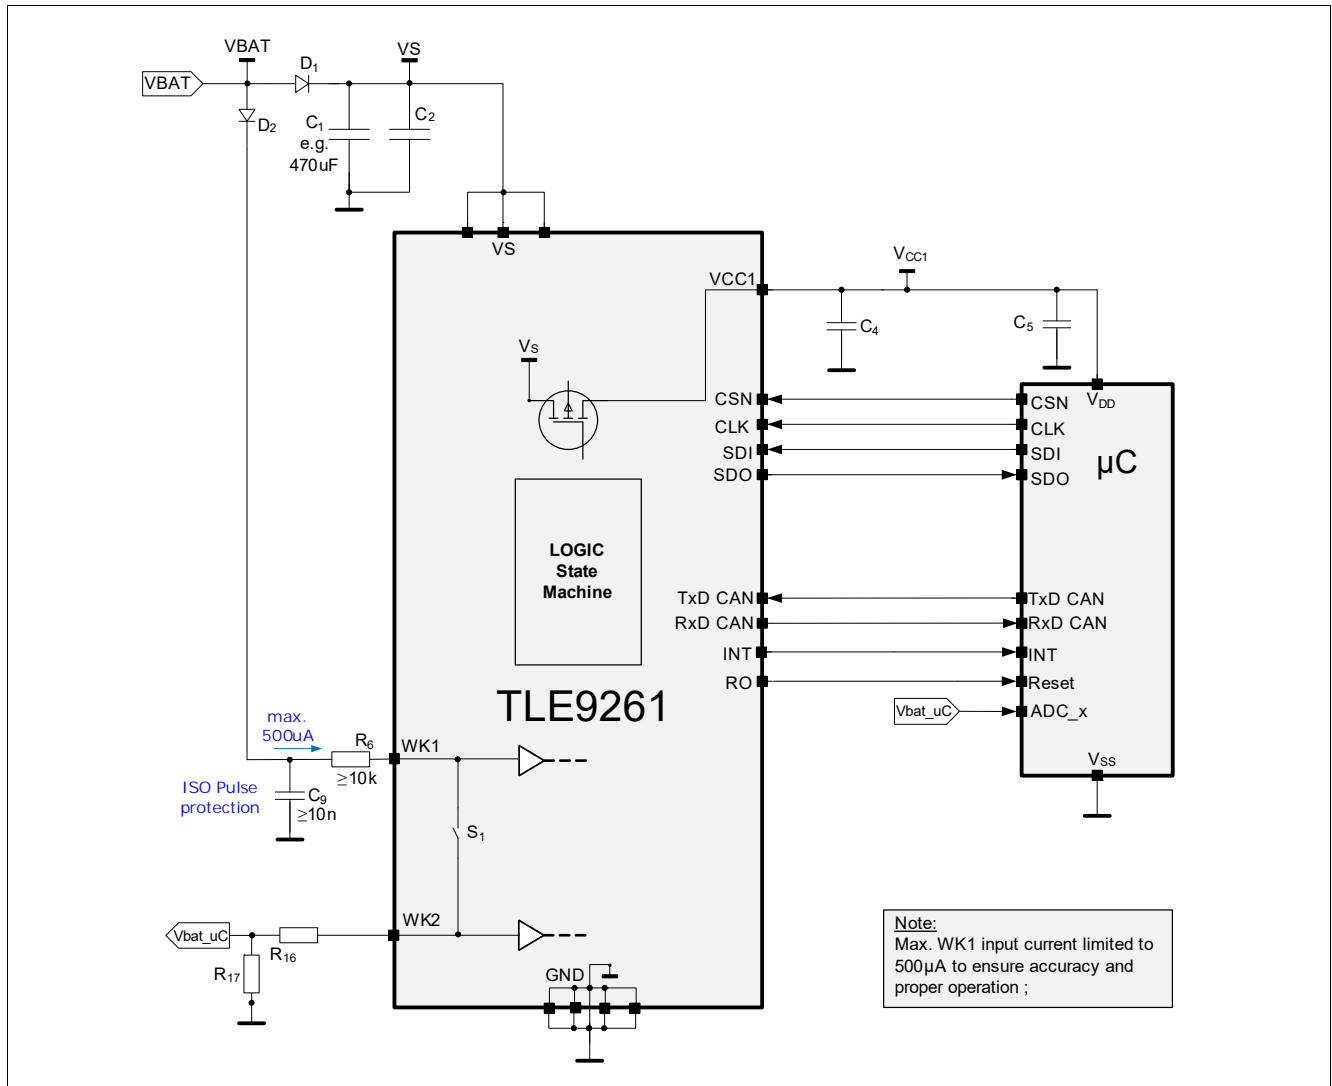 VBAT
VS
VBAT
D1
D2
C1
e.g.
470uF
C2
VS
VCC1
VCC1
C4
C5
VS
CSN
CLK
SDI
SDO
CSN
VDD
CLK
SDI
SDO
µC
LOGIC
State
Machine
TxD CAN
RxD CAN
INT
RO
TxD CAN
RxD CAN
INT
Reset
Vbat_uC
ADC_x
VSS
TLE9261
max.
500uA
R6
≥10k
WK1
ISO Pulse
protection
C9
≥10n
S1
WK2
Vbat_uC
R16
R17
GND
Note:
Max. WK1 input current limited to
500µA to ensure accuracy and
proper operation ;